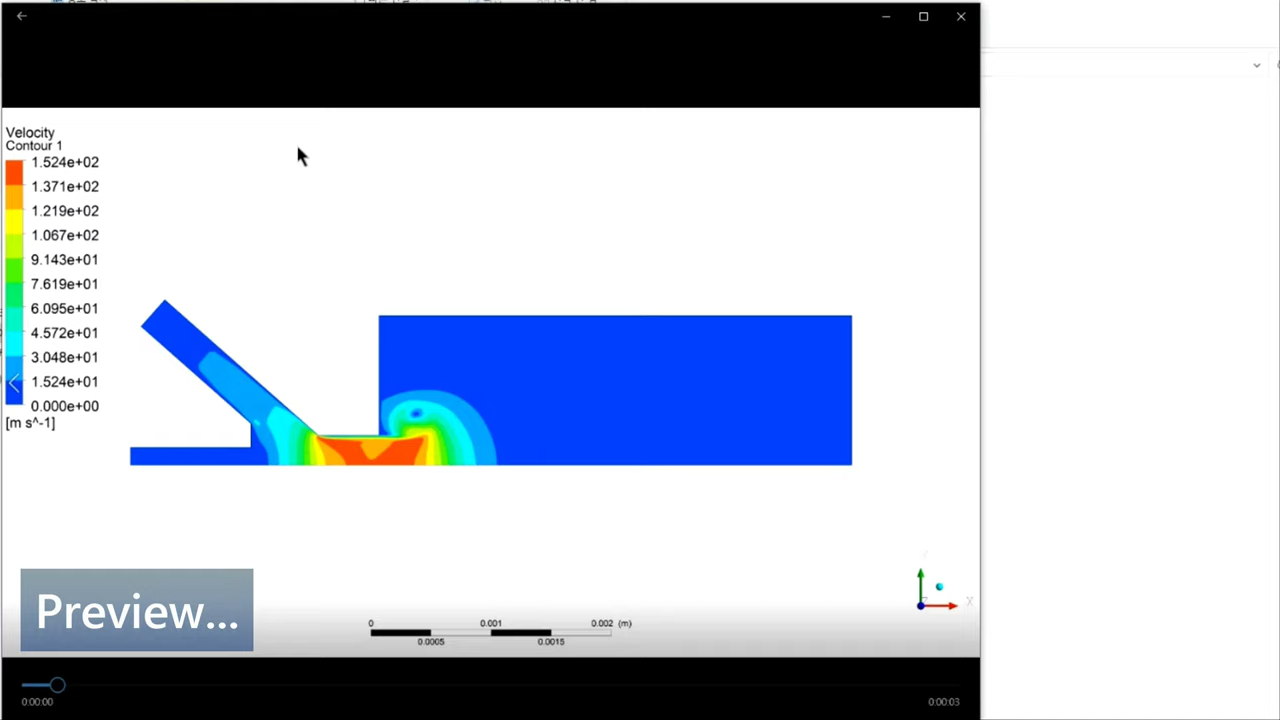 Velocity
Contour 1
1.524e+02
1.371e+02
1.219e+02
1.067e+02
9.143e+01
7.619e+01
6.095e+01
4.572e+01
3.048e+01
1.524e+01
0.000e+00
[m s^-1]
Preview...
0 0.001 0.002 (m)
0.0005 0.0015
X
0:00:00
0:00:03